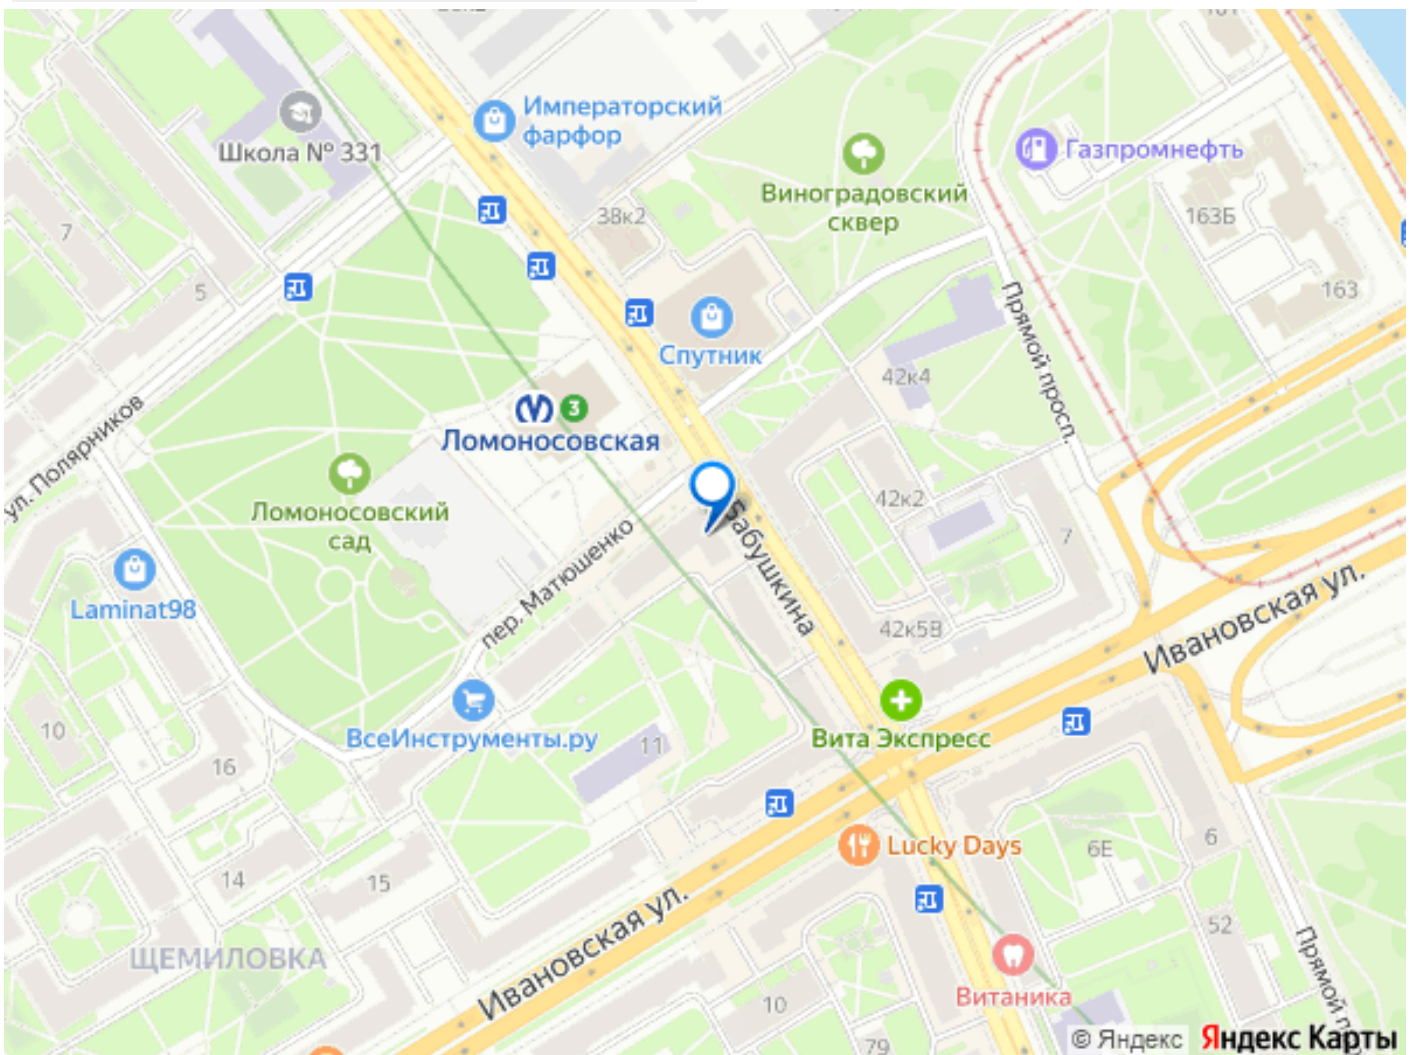 Императорский
фарфор
Школа № 331
Газпромнефть
Виноградовский
сквер
38к2
163Б
7
5
163
Прямой просп.
Спутник
42к4
3
Ломоносовская
ул. Полярников
Ломоносовский
сад
42к2
7
Бабушкина
пер. Матюшенко
Laminat98
42к5В
Ивановская ул.
10
ВсеИнструменты.ру
11
Вита Экспресс
16
Lucky Days
6Е
6
14
15
Ивановская ул.
52
ЩЕМИЛОВКА
Витаника
10
79
© Яндекс Яндекс Карты